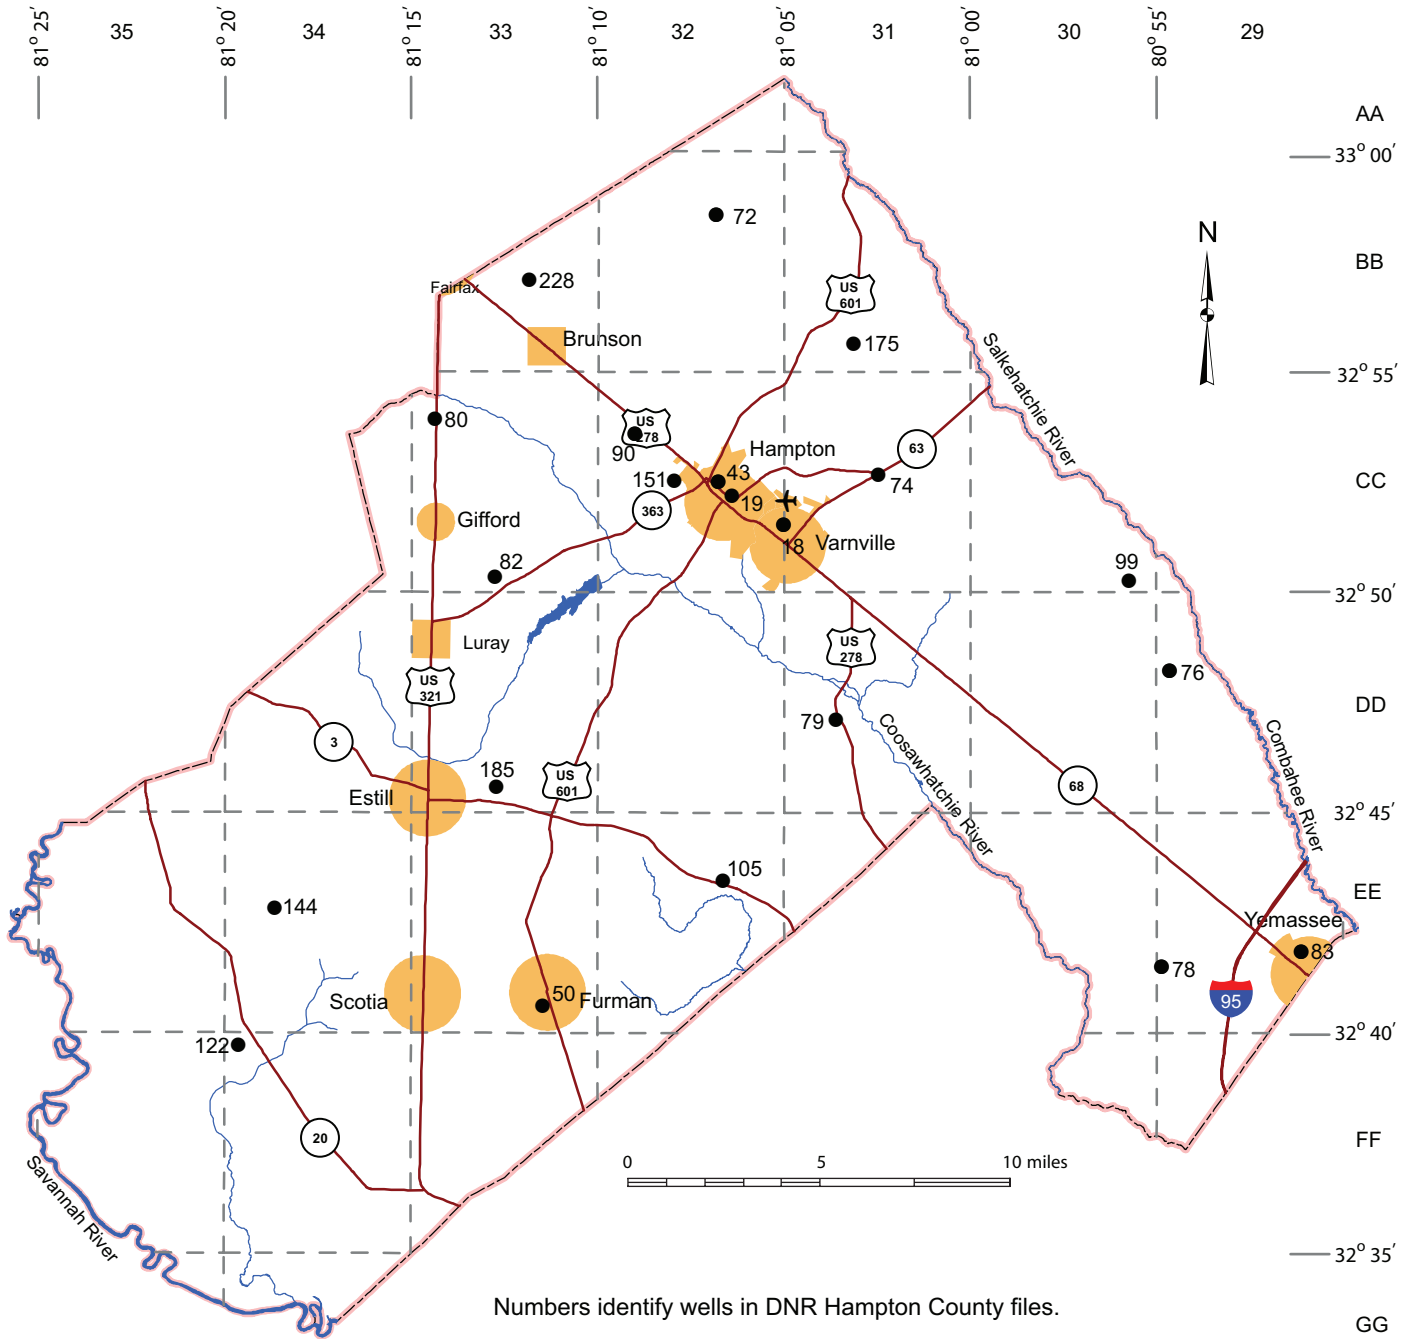 81° 25′
35
81° 20′
34
81° 15′
33
81° 10′
32
81° 05′
31
81° 00′
30
80° 55′
29
AA
33° 00′
72
N
BB
228
Fairfax
US
601
Brunson
175
Salkehatchie River
32° 55′
80
US
278
90
Hampton
63
151
43
74
CC
19
363
Gifford
18
Varnville
82
99
32° 50′
Luray
US
278
76
US
321
DD
79
3
Coosawhatchie River
Combahee River
185
US
601
68
Estill
32° 45′
105
EE
144
Yemassee
83
78
50
Furman
Scotia
95
32° 40′
122
20
FF
0 5 10 miles
Savannah River
32° 35′
Numbers identify wells in DNR Hampton County files.
GG